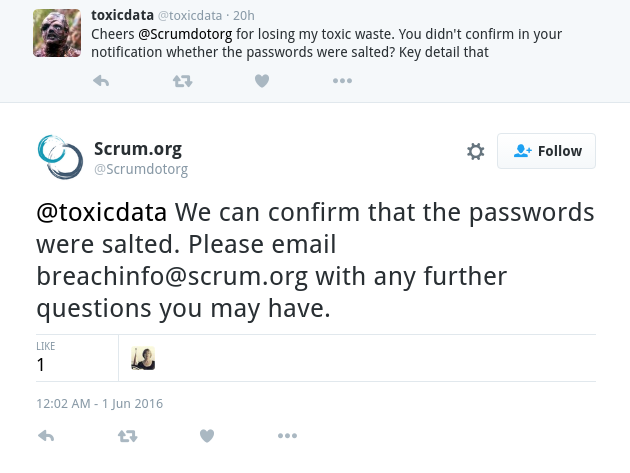 toxicdata @toxicdata · 20h
Cheers @Scrumdotorg for losing my toxic waste. You didn't confirm in your
notification whether the passwords were salted? Key detail that
Scrum.org
@Scrumdotorg
Follow
@toxicdata We can confirm that the passwords
were salted. Please email
breachinfo@scrum.org with any further
questions you may have.
LIKE
1
12:02 AM - 1 Jun 2016